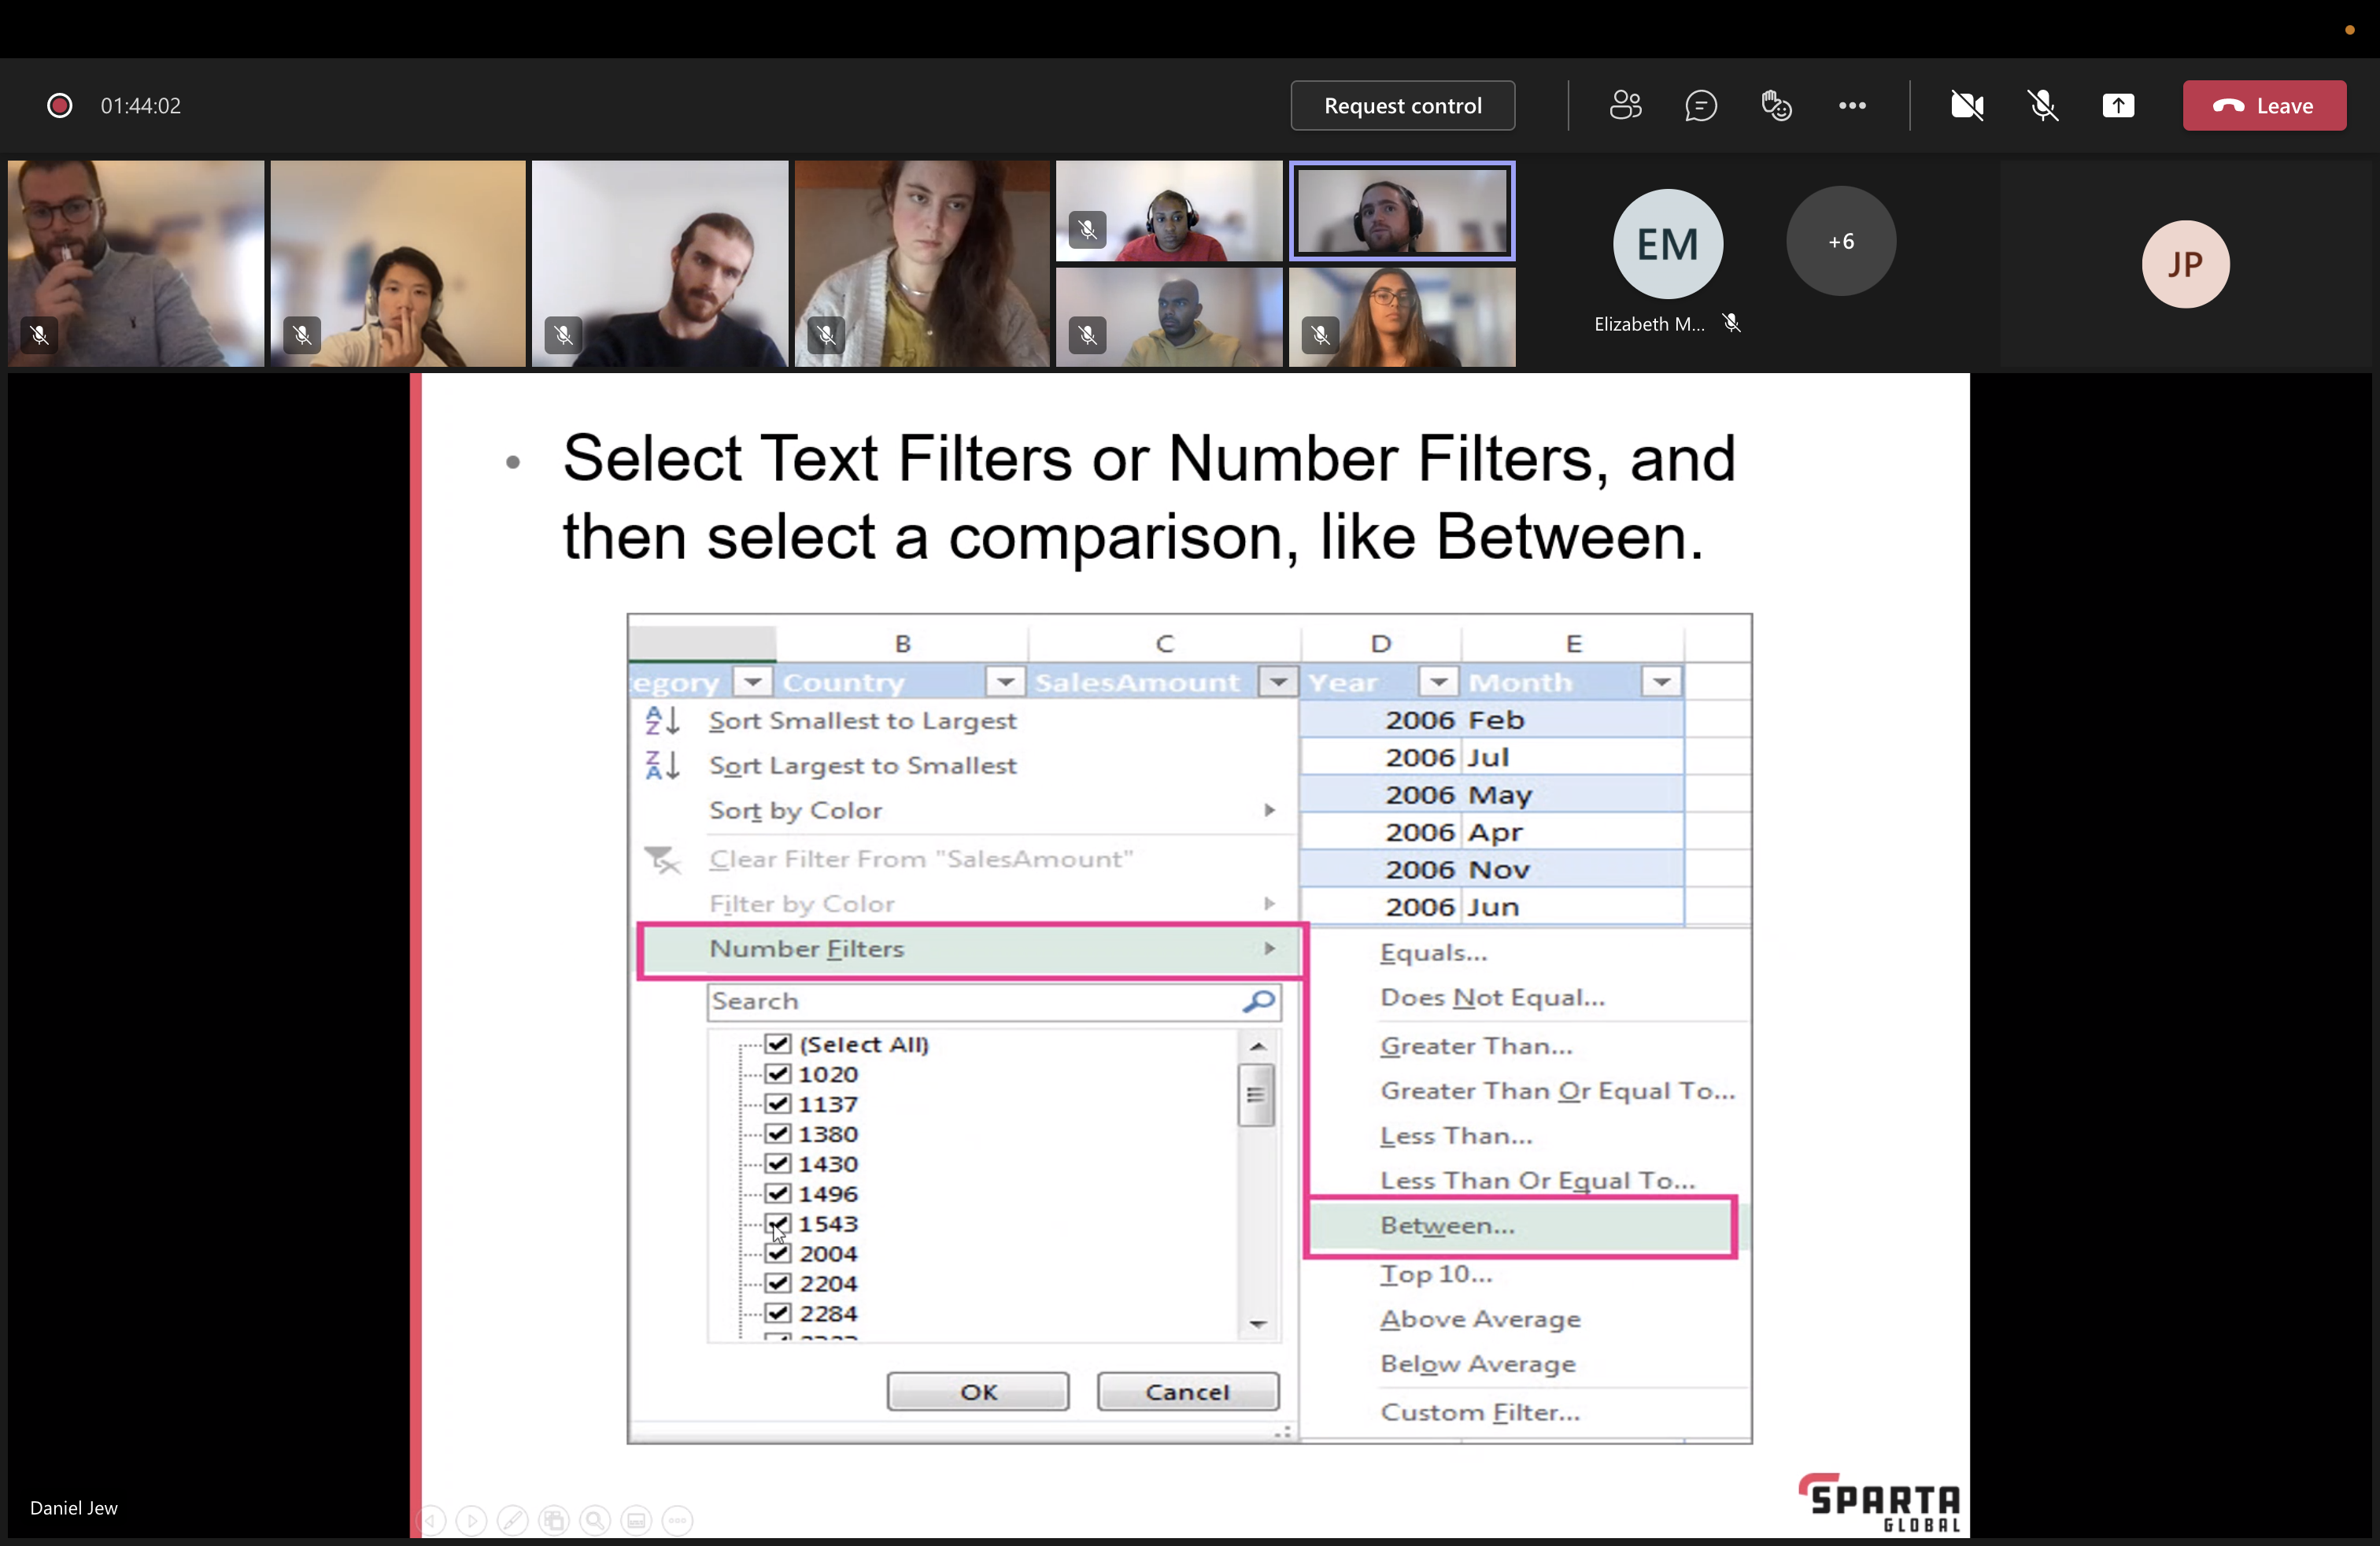 01:44:02
Request control
Leave
EM
+6
JP
Elizabeth M...
Select Text Filters or Number Filters, and
then select a comparison, like Between.
B C D E
egory Country SalesAmount Year Month
Sort Smallest to Largest
2006 Feb
Sort Largest to Smallest
2006 Jul
Sort by Color
2006 May
2006 Apr
Clear Filter From "SalesAmount"
2006 Nov
Filter by Color
2006 Jun
Number Filters
Equals...
Search
Does Not Equal...
(Select All)
Greater Than...
1020
Greater Than Or Equal To...
1137
1380
Less Than...
1430
Less Than Or Equal To...
1496
1543
Between...
2004
2204
Top 10...
2284
Above Average
Below Average
OK Cancel
Custom Filter...
Daniel Jew
SPARTA
GLOBAL